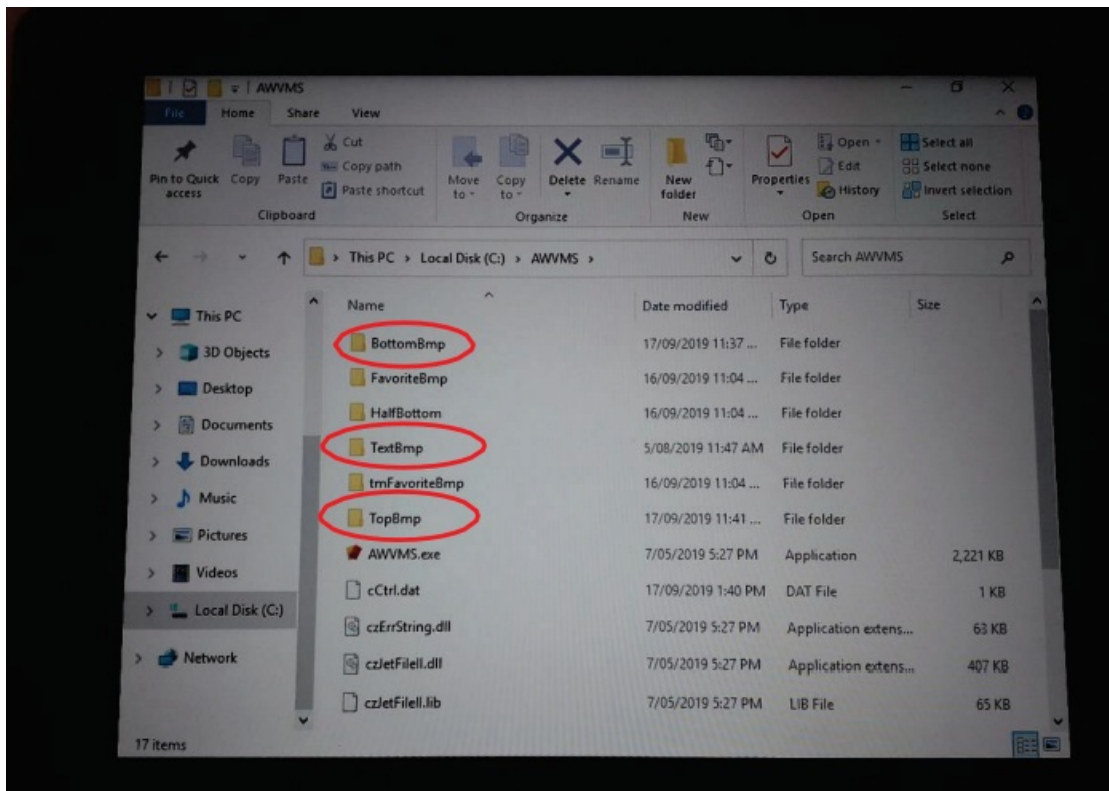 AWVMS
File Home Share View
Pin to Quick access
Copy
Paste
Cut
Copy path
Paste shortcut
Move to
Copy to
Delete
Rename
New folder
Properties
Open
Edit
History
Select all
Select none
Invert selection
Clipboard Organize New Open Select
This PC > Local Disk (C:) > AWVMS >
Search AWVMS
This PC
3D Objects
Desktop
Documents
Downloads
Music
Pictures
Videos
Local Disk (C:)
Network
Name Date modified Type Size
BottomBmp 17/09/2019 11:37 ... File folder
FavoriteBmp 16/09/2019 11:04 ... File folder
HalfBottom 16/09/2019 11:04 ... File folder
TextBmp 5/08/2019 11:47 AM File folder
tmFavoriteBmp 16/09/2019 11:04 ... File folder
TopBmp 17/09/2019 11:41 ... File folder
AWVMS.exe 7/05/2019 5:27 PM Application 2,221 KB
cCtrl.dat 17/09/2019 1:40 PM DAT File 1 KB
czErrString.dll 7/05/2019 5:27 PM Application extens... 63 KB
czJetFileII.dll 7/05/2019 5:27 PM Application extens... 407 KB
czJetFileII.lib 7/05/2019 5:27 PM LIB File 65 KB
17 items